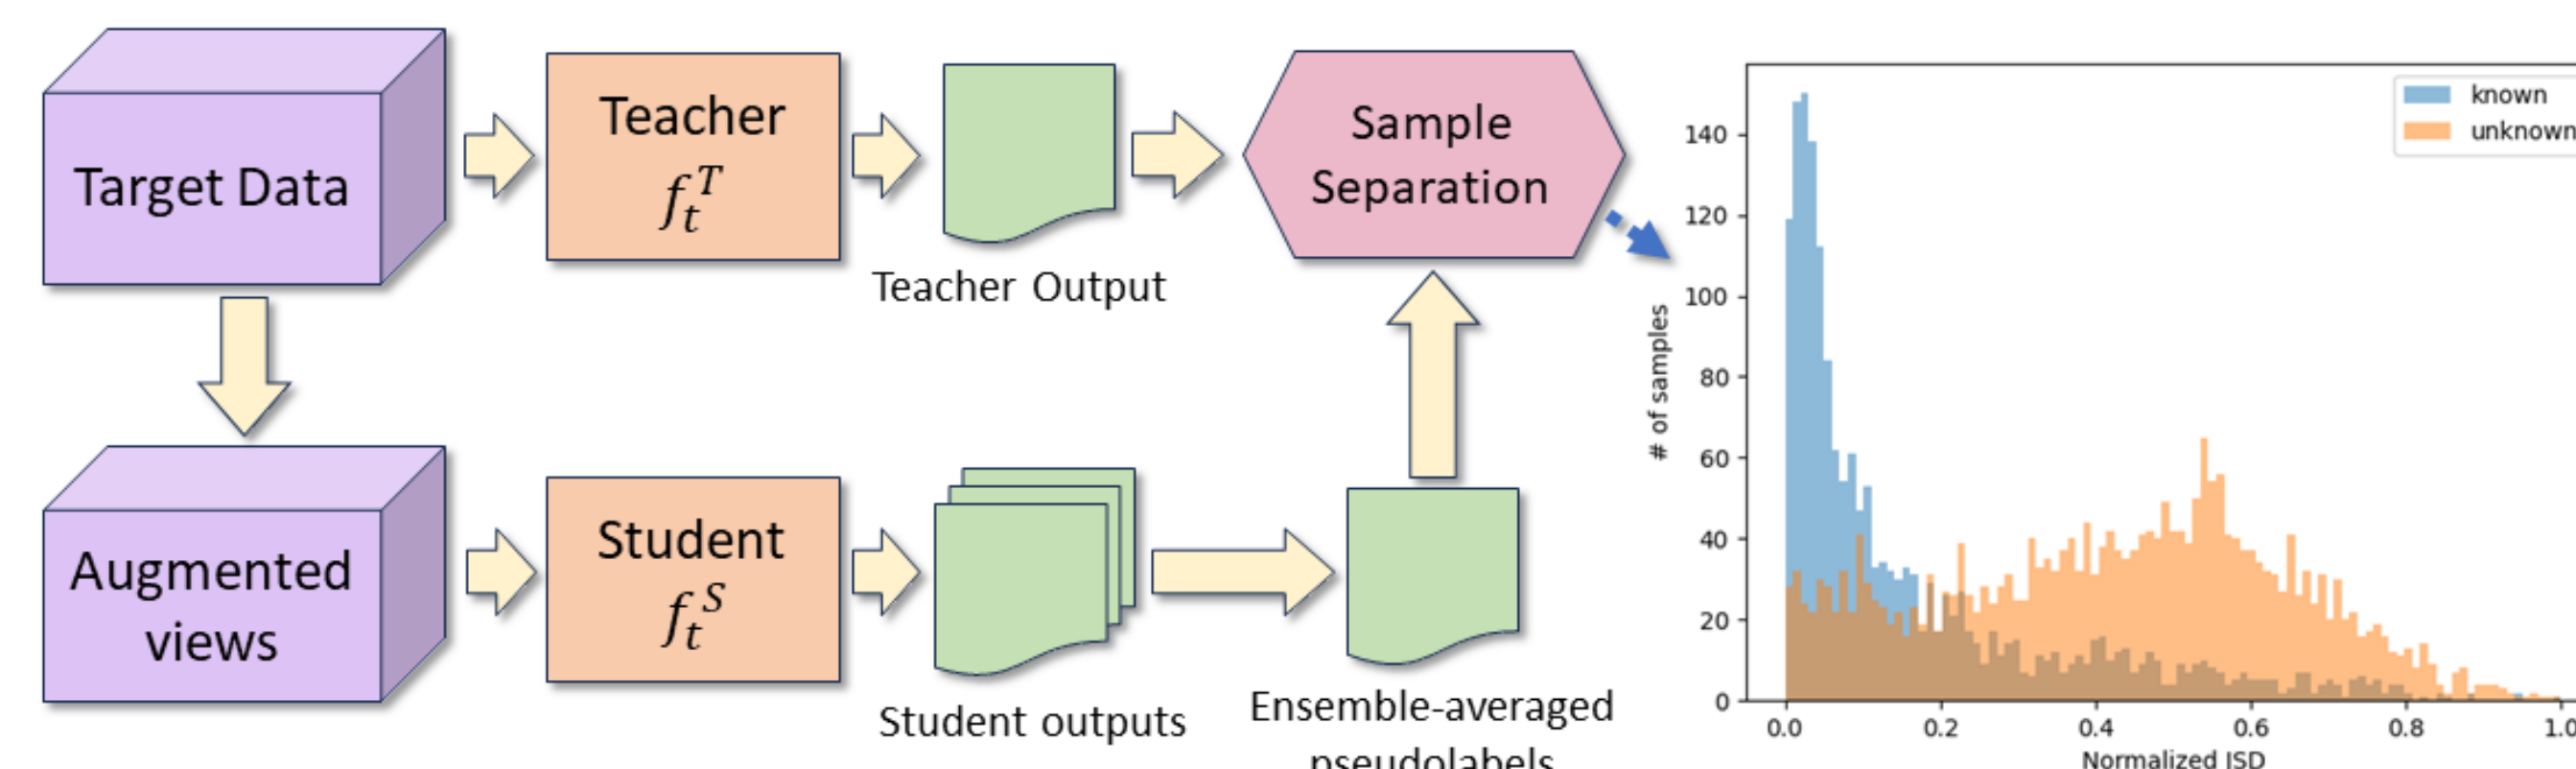 Target Data
Teacher
f_t^T
Teacher Output
Sample
Separation
Augmented
views
Student
f_t^S
Student outputs
Ensemble-averaged
pseudolabels
known
unknown
# of samples
140
120
100
80
60
40
20
0
0.0 0.2 0.4 0.6 0.8 1.0
Normalized JSD